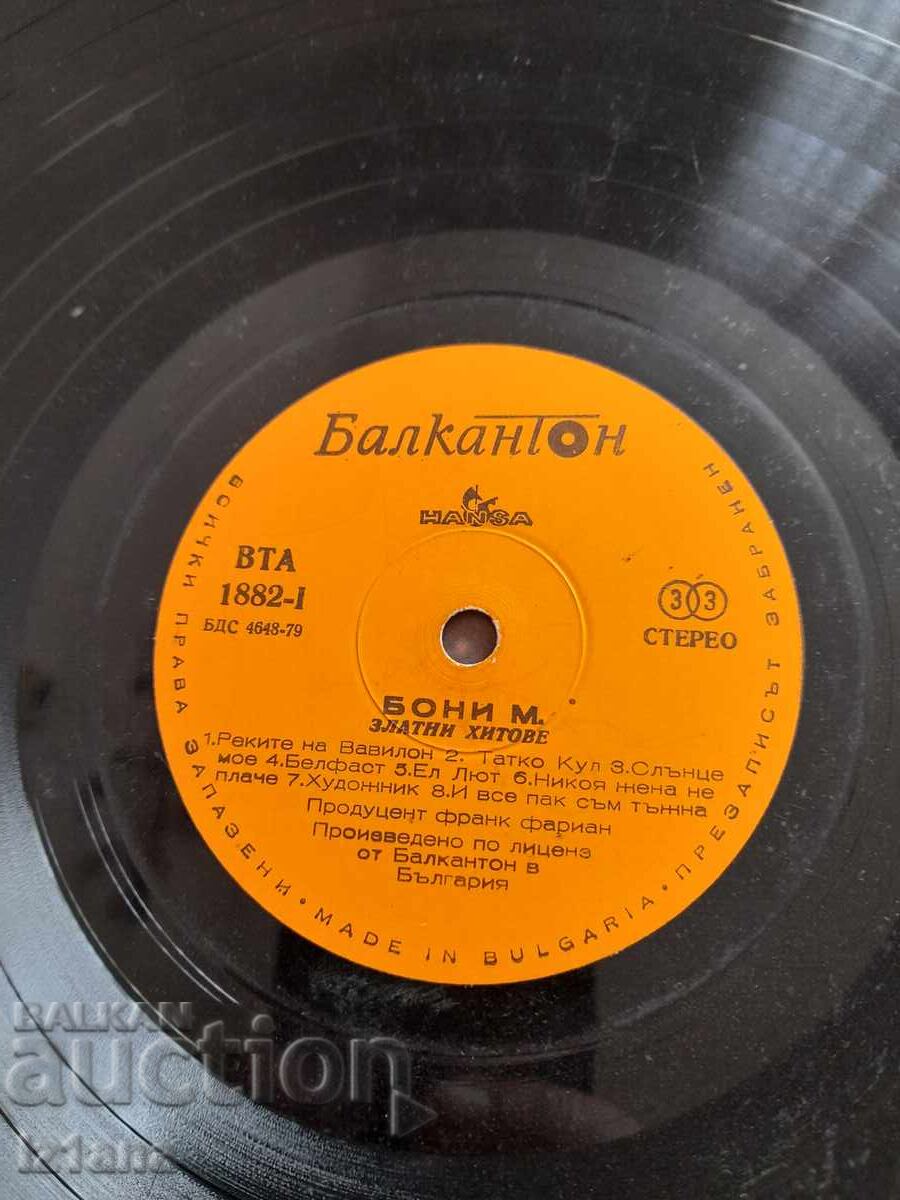 Балкантон
HANSA
ВТА
1882-I
БДС 4648-79
33
СТЕРЕО
БОНИ М.
ЗЛАТНИ ХИТОВЕ
1.Реките на Вавилон 2. Татко Кул 3.Слънце
мое 4.Белфаст 5.Ел Лют 6.Никоя жена не
плаче 7.Художник 8.И все пак съм тъжна
Продуцент франк фариан
Произведено по лиценз
от Балкантон в
България
ВСИЧКИ ПРАВА ЗАПАЗЕНИ • MADE IN BULGARIA • ПРЕЗАПИСЪТ ЗАБРАНЕН
BALKAN
auction
iz1am